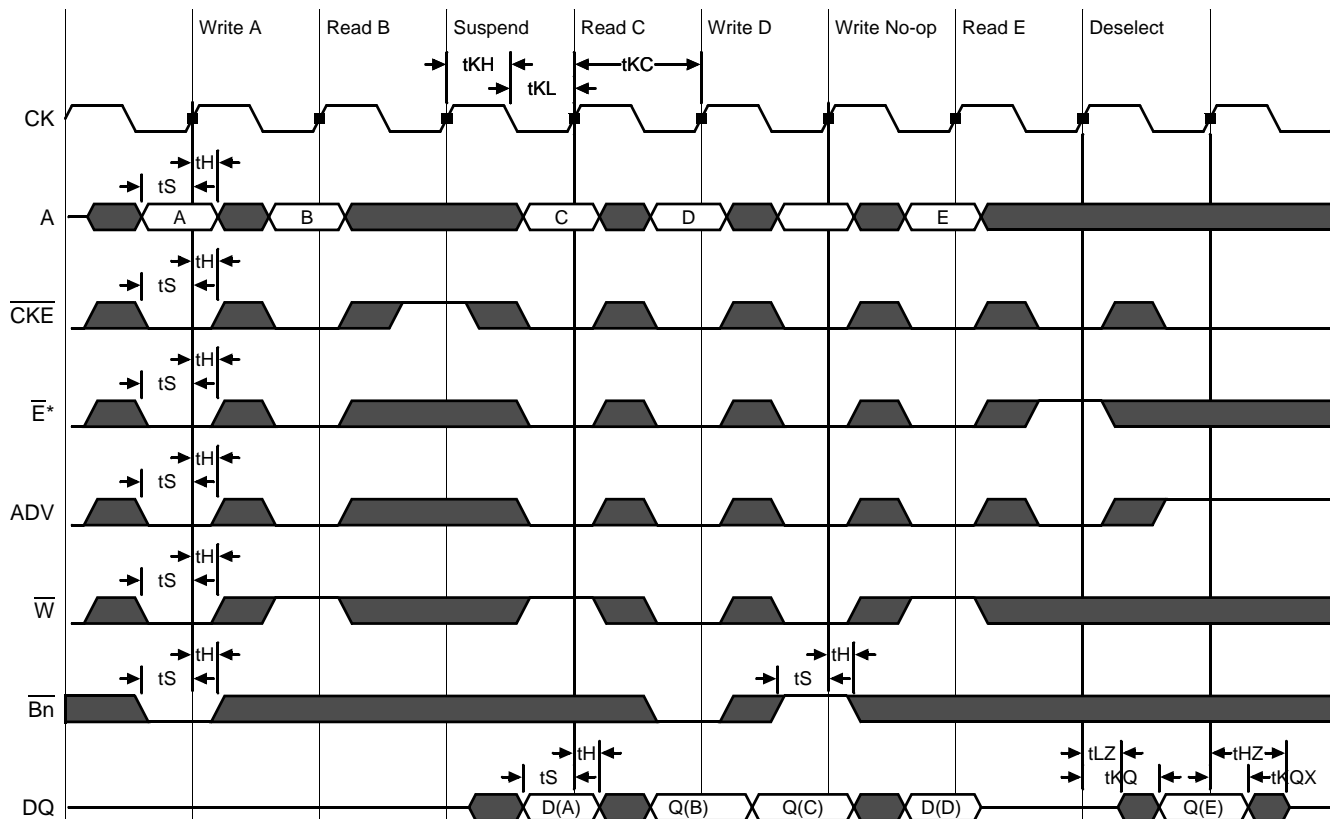 Write A Read B Suspend Read C Write D Write No-op Read E Deselect
tKH tKC
tKL
CK
tH
tS
A A B C D E
tH
tS
CKE
tH
tS
E*
tH
tS
ADV
tH
tS
W
tH tH
tS tS
Bn
tH tLZ tHZ
tS tKQ tKQX
DQ D(A) Q(B) Q(C) D(D) Q(E)